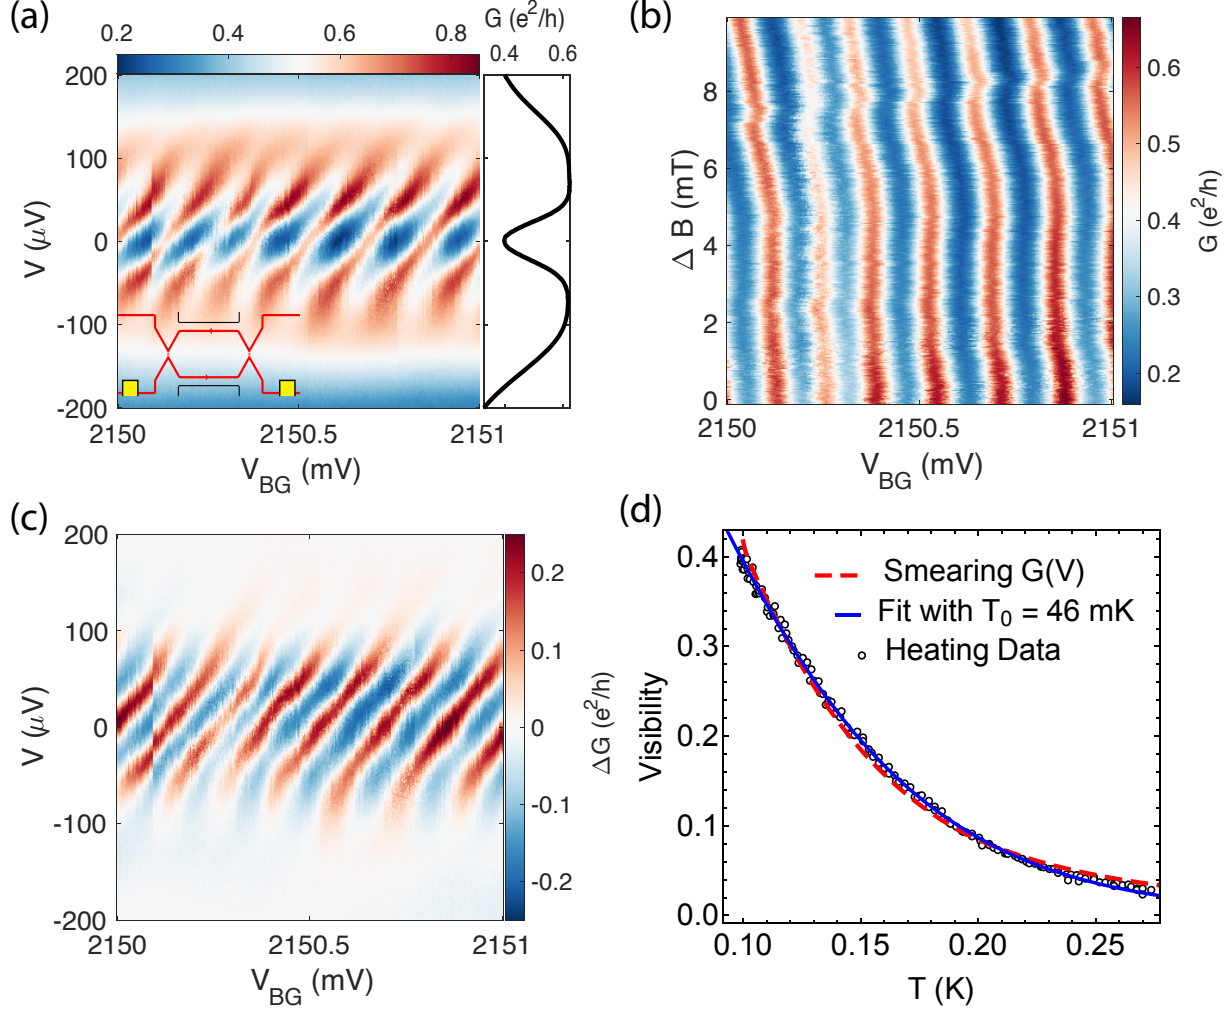 (a)
G (e²/h)
0.2 0.4 0.6 0.8
0.4 0.6
200
100
0
-100
-200
V (μV)
2150 2150.5 2151
V_BG (mV)
(b)
8
6
4
2
0
Δ B (mT)
2150 2150.5 2151
V_BG (mV)
0.6
0.5
0.4
0.3
0.2
G (e²/h)
(c)
200
100
0
-100
-200
V (μV)
2150 2150.5 2151
V_BG (mV)
0.2
0.1
0
-0.1
-0.2
ΔG (e²/h)
(d)
0.4
0.3
0.2
0.1
0.0
Visibility
Smearing G(V)
Fit with T₀ = 46 mK
Heating Data
0.10 0.15 0.20 0.25
T (K)